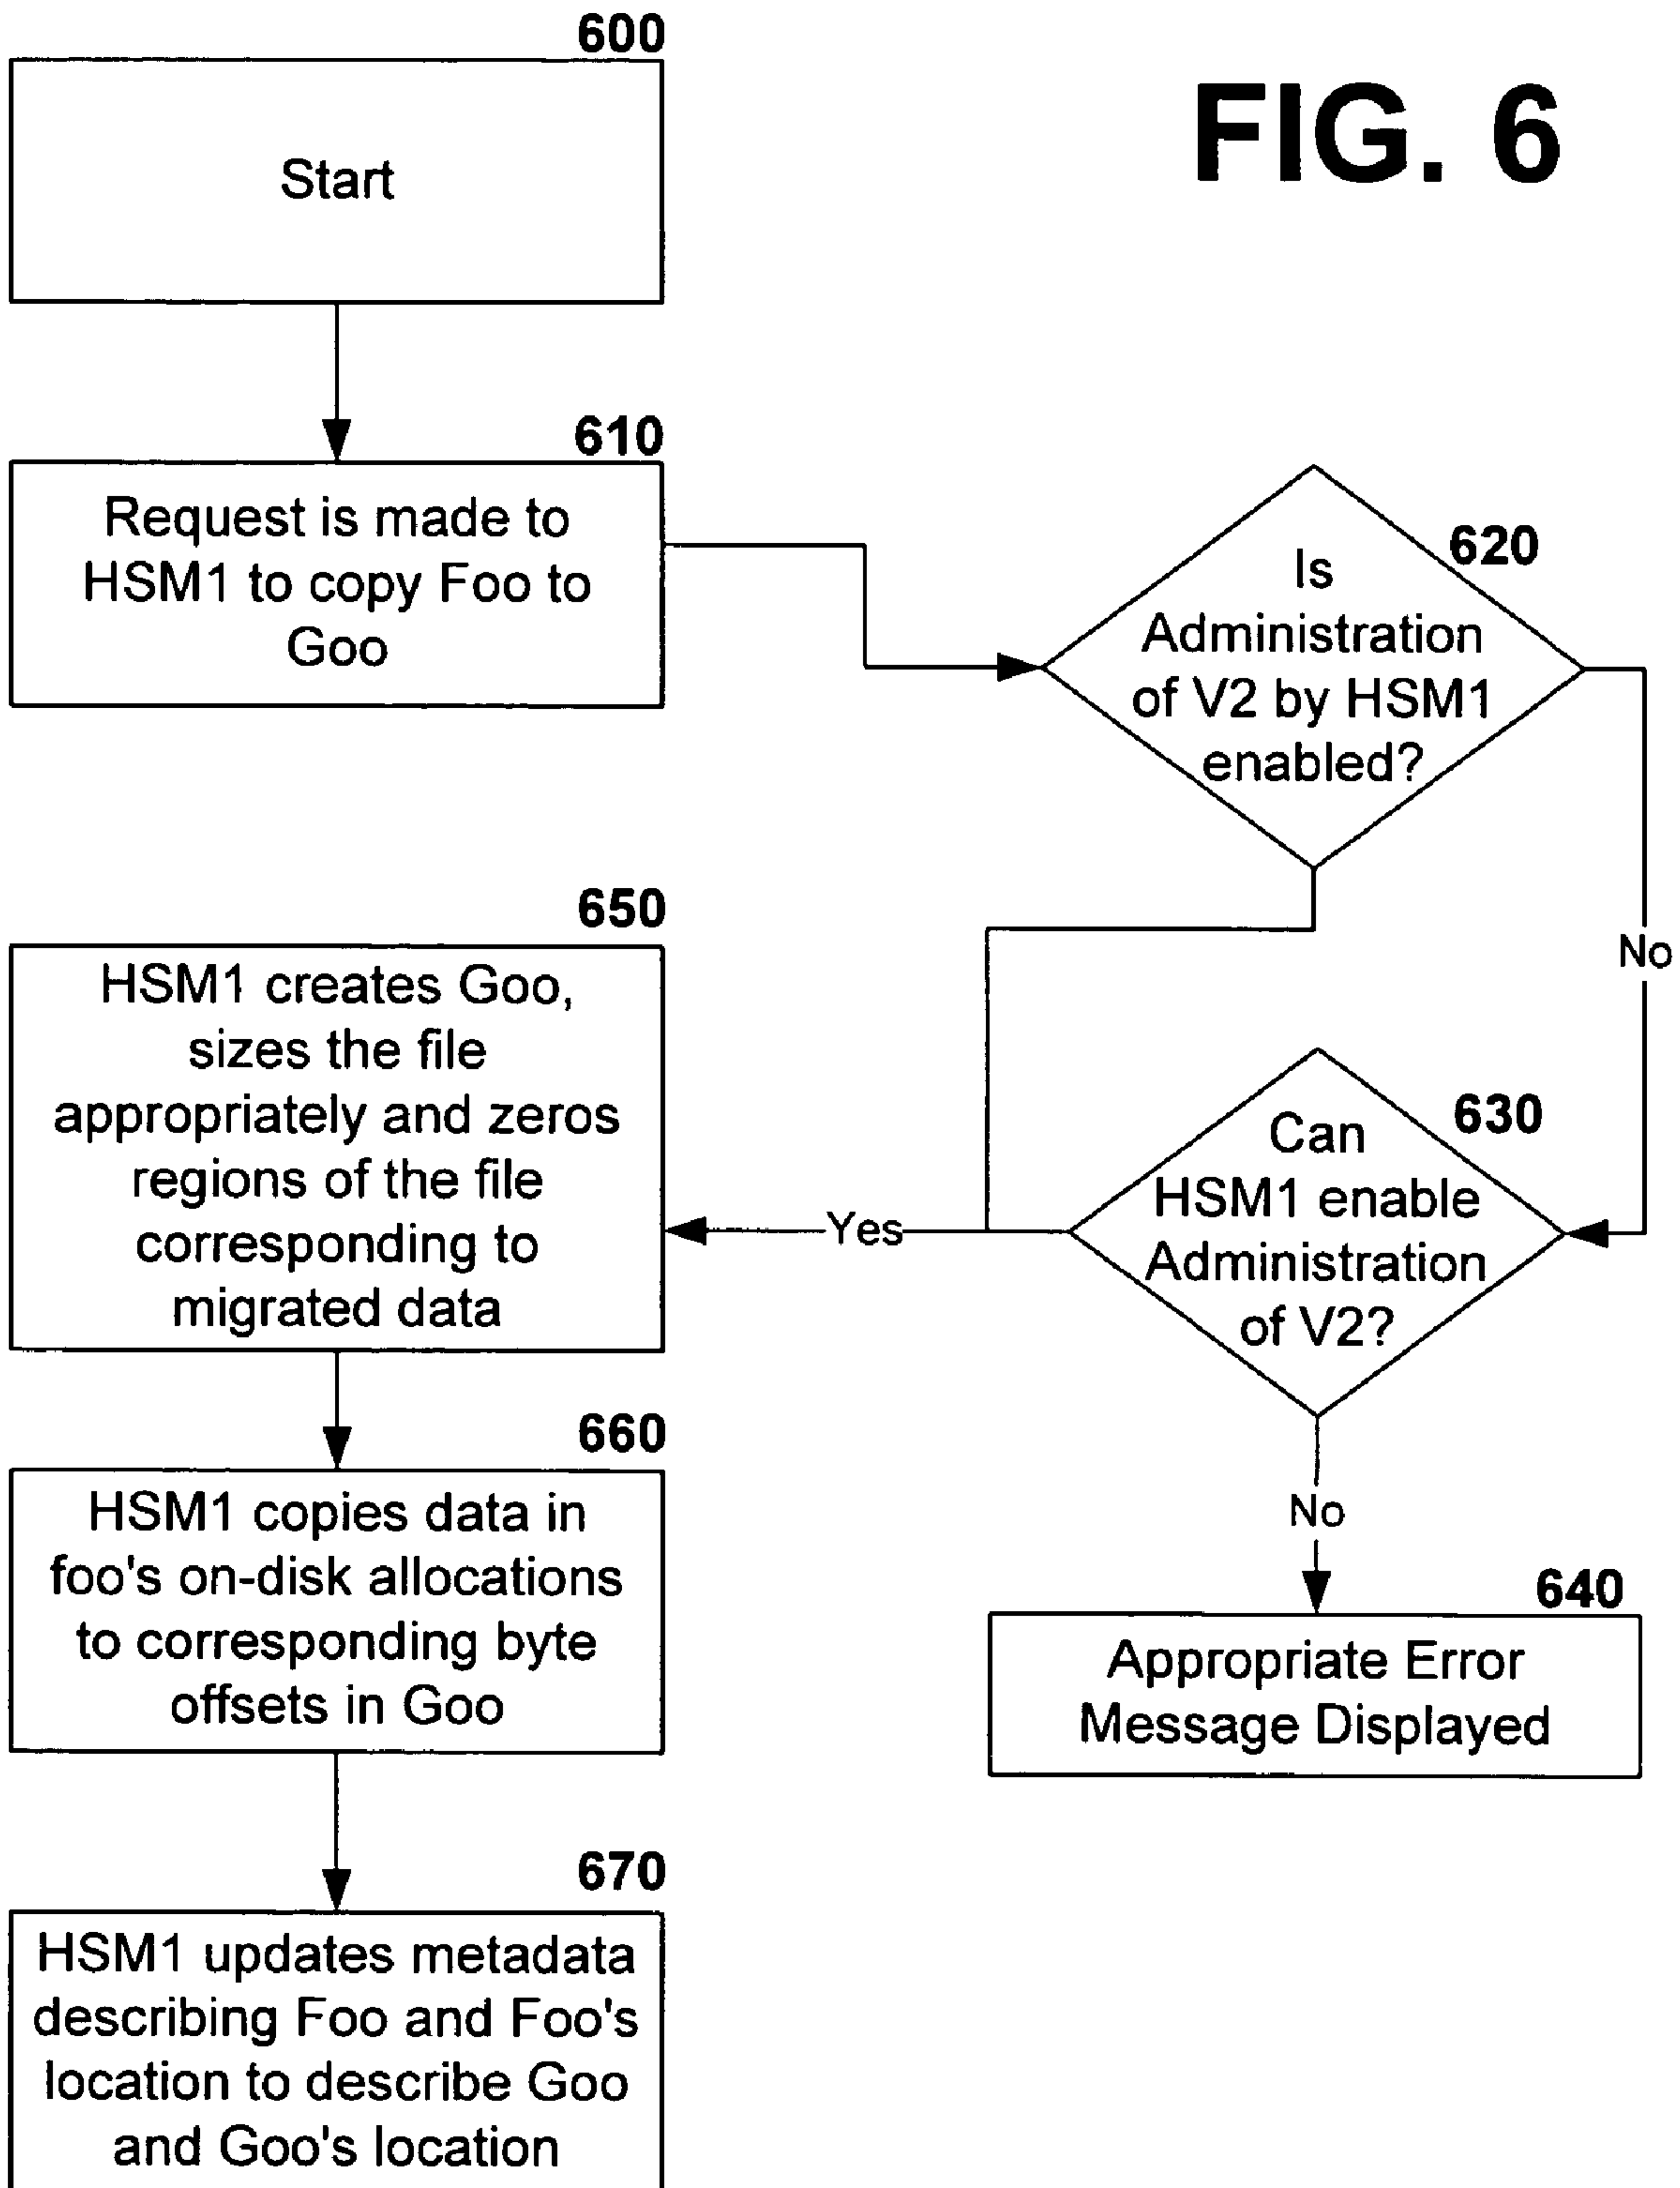 FIG. 6
600
Start
610
Request is made to
HSM1 to copy Foo to
Goo
620
Is
Administration
of V2 by HSM1
enabled?
No
630
Can
HSM1 enable
Administration
of V2?
Yes
No
640
Appropriate Error
Message Displayed
650
HSM1 creates Goo,
sizes the file
appropriately and zeros
regions of the file
corresponding to
migrated data
660
HSM1 copies data in
foo's on-disk allocations
to corresponding byte
offsets in Goo
670
HSM1 updates metadata
describing Foo and Foo's
location to describe Goo
and Goo's location